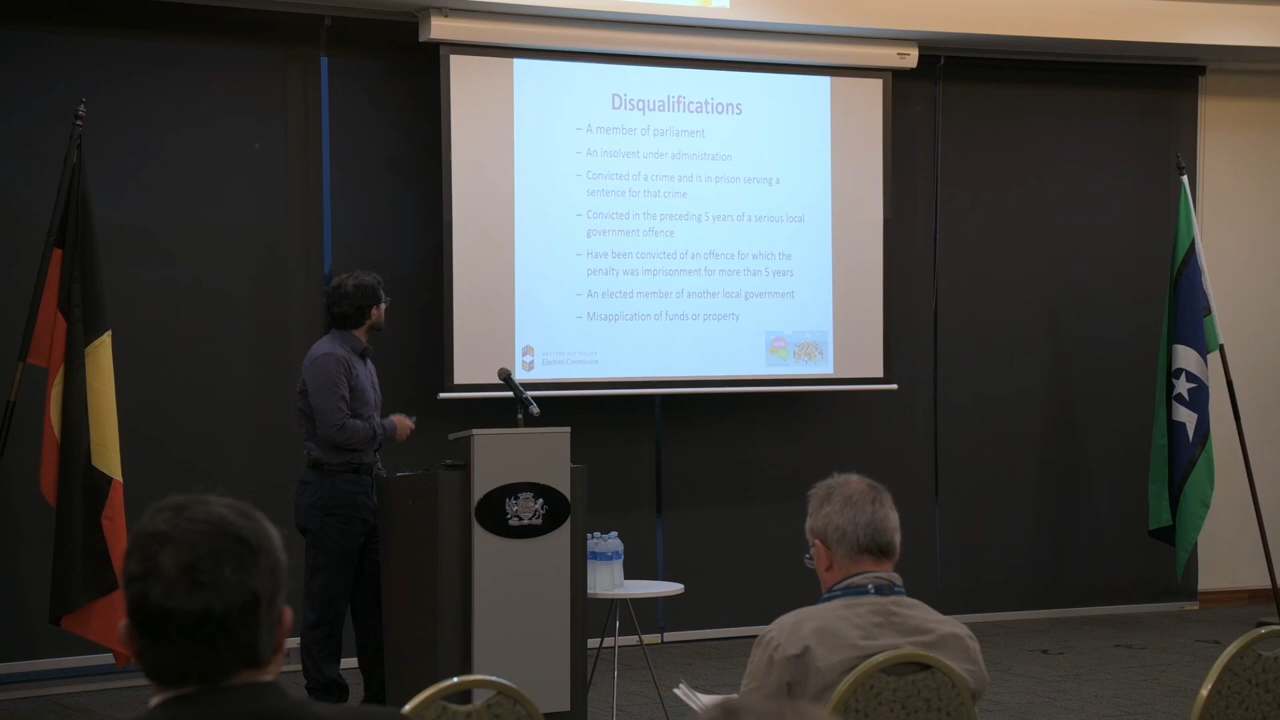 Disqualifications
– A member of parliament
– An insolvent under administration
– Convicted of a crime and is in prison serving a
sentence for that crime
– Convicted in the preceding 5 years of a serious local
government offence
– Have been convicted of an offence for which the
penalty was imprisonment for more than 5 years
– An elected member of another local government
– Misapplication of funds or property
WESTERN AUSTRALIAN
Electoral Commission